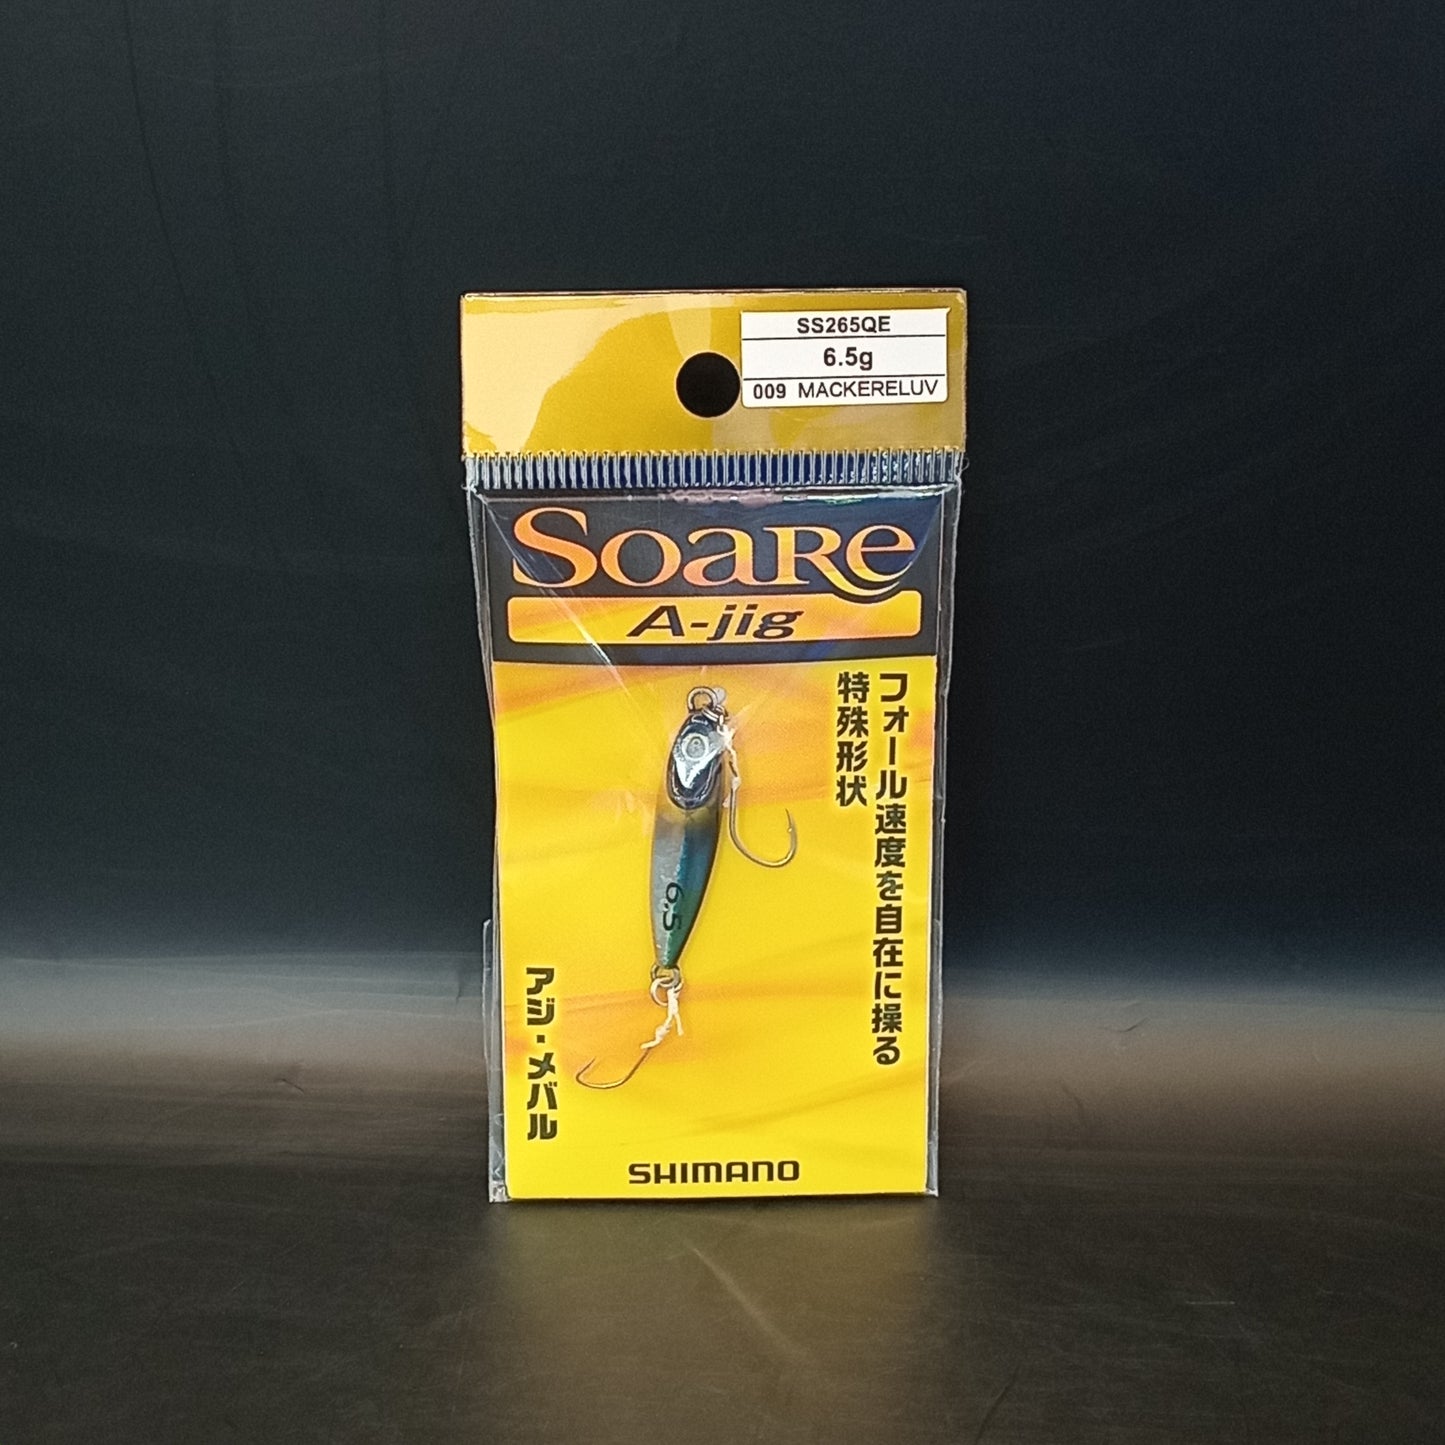 SS265QE
6.5g
009 MACKERELUV
Soare
A-jig
フォール速度を自在に操る
特殊形状
6.5
アジ・メバル
SHIMANO